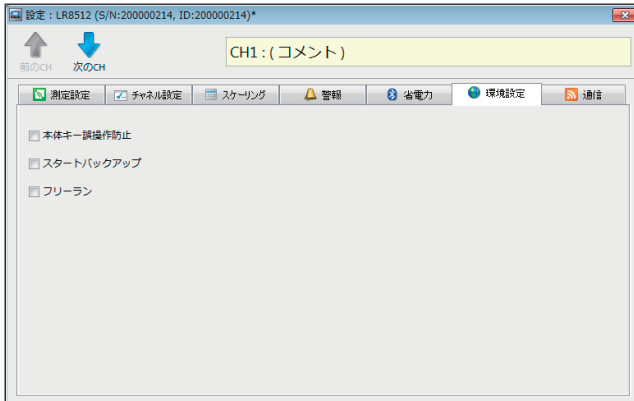 設定 : LR8512 (S/N:200000214, ID:200000214)*
前のCH 次のCH CH1 : ( コメント )
測定設定 チャネル設定 スケーリング 警報 省電力 環境設定 通信
本体キー誤操作防止
スタートバックアップ
フリーラン